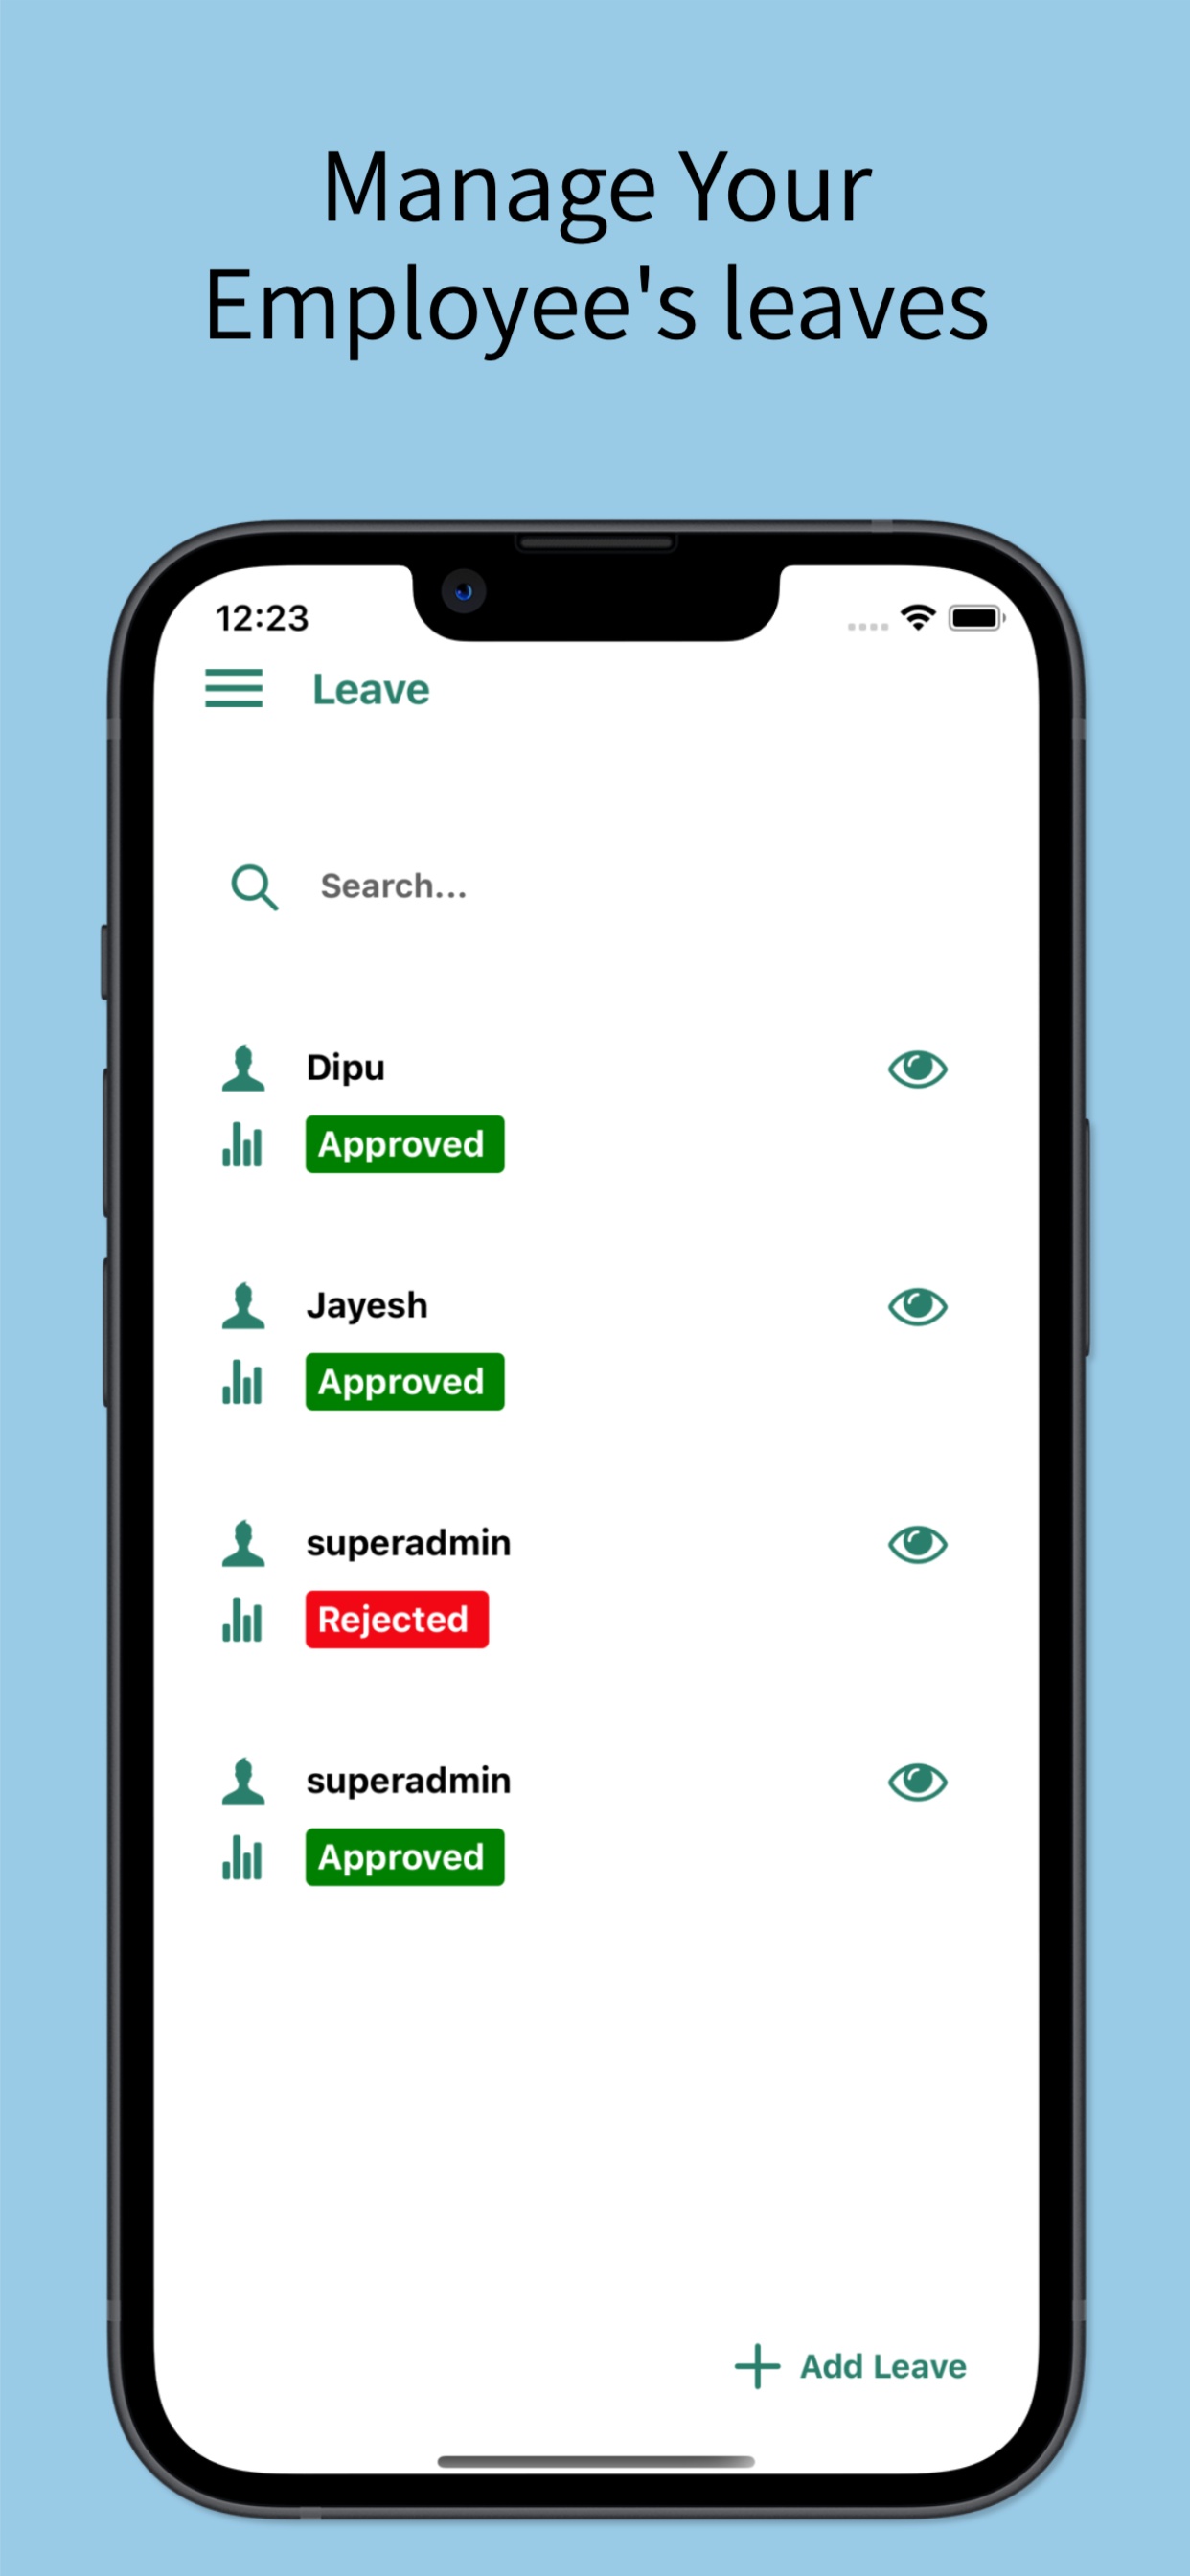 Manage Your
Employee's leaves
12:23
Leave
Search...
Dipu
Approved
Jayesh
Approved
superadmin
Rejected
superadmin
Approved
Add Leave